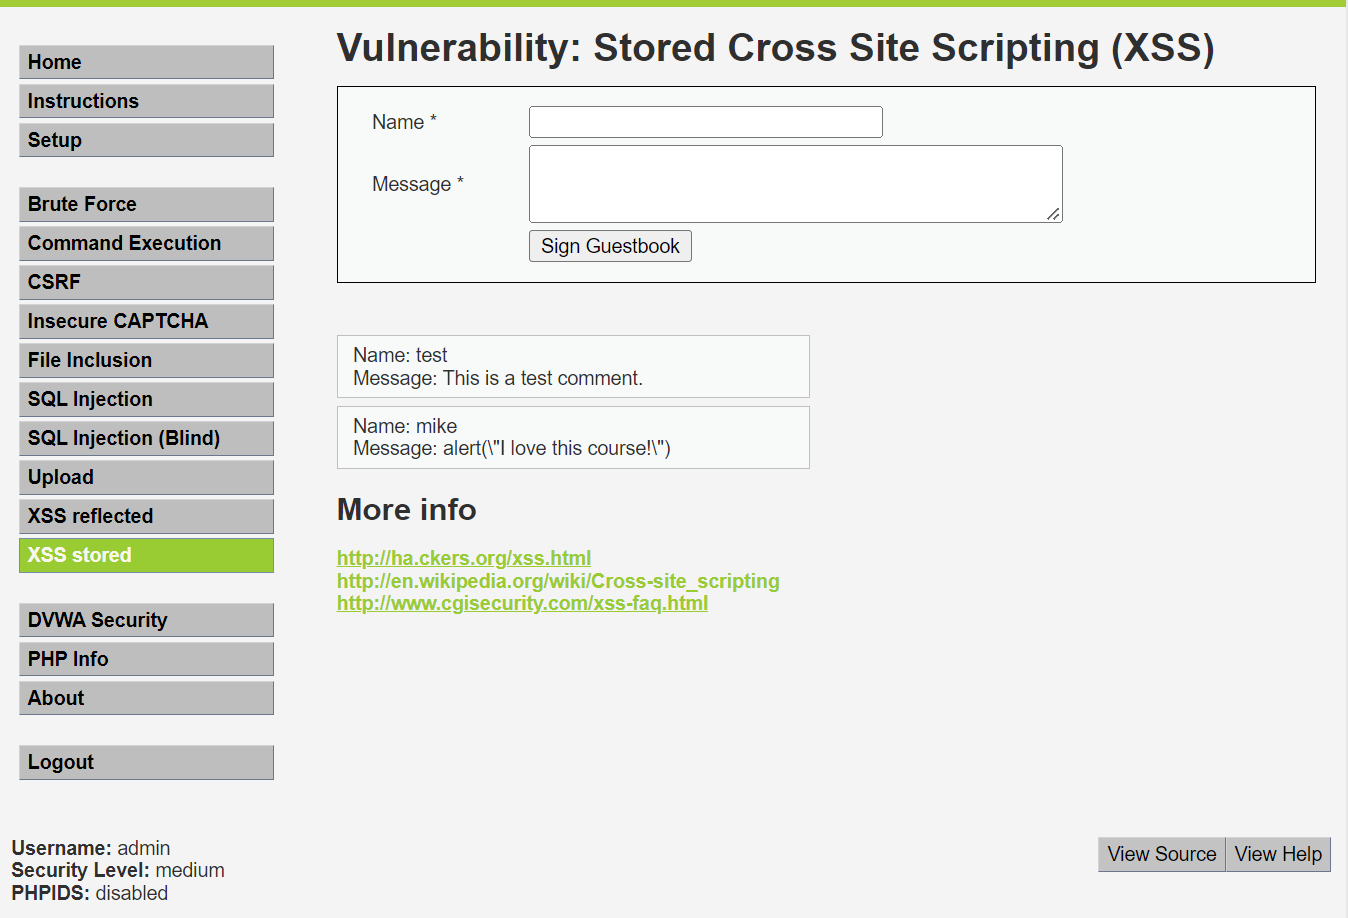 Home
Instructions
Setup
Brute Force
Command Execution
CSRF
Insecure CAPTCHA
File Inclusion
SQL Injection
SQL Injection (Blind)
Upload
XSS reflected
XSS stored
DVWA Security
PHP Info
About
Logout
Vulnerability: Stored Cross Site Scripting (XSS)
Name *
Message *
Sign Guestbook
Name: test
Message: This is a test comment.
Name: mike
Message: alert(\"I love this course!\")
More info
http://ha.ckers.org/xss.html
http://en.wikipedia.org/wiki/Cross-site_scripting
http://www.cgisecurity.com/xss-faq.html
Username: admin
Security Level: medium
PHPIDS: disabled
View Source
View Help